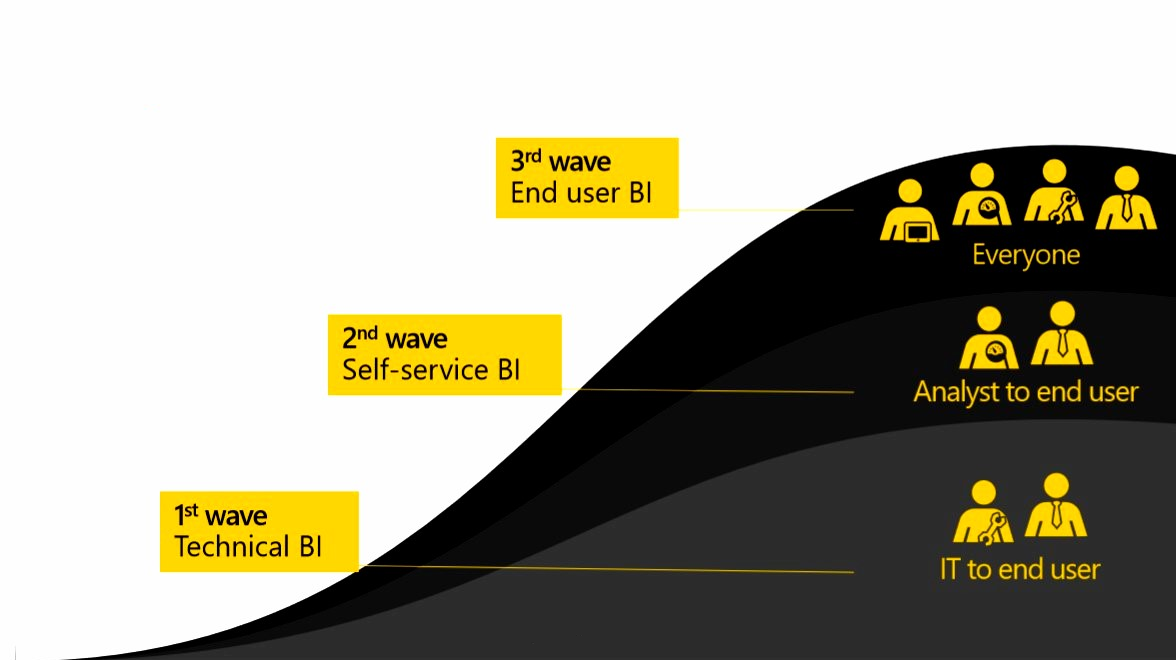 3rd wave
End user BI
Everyone
2nd wave
Self-service BI
Analyst to end user
1st wave
Technical BI
IT to end user